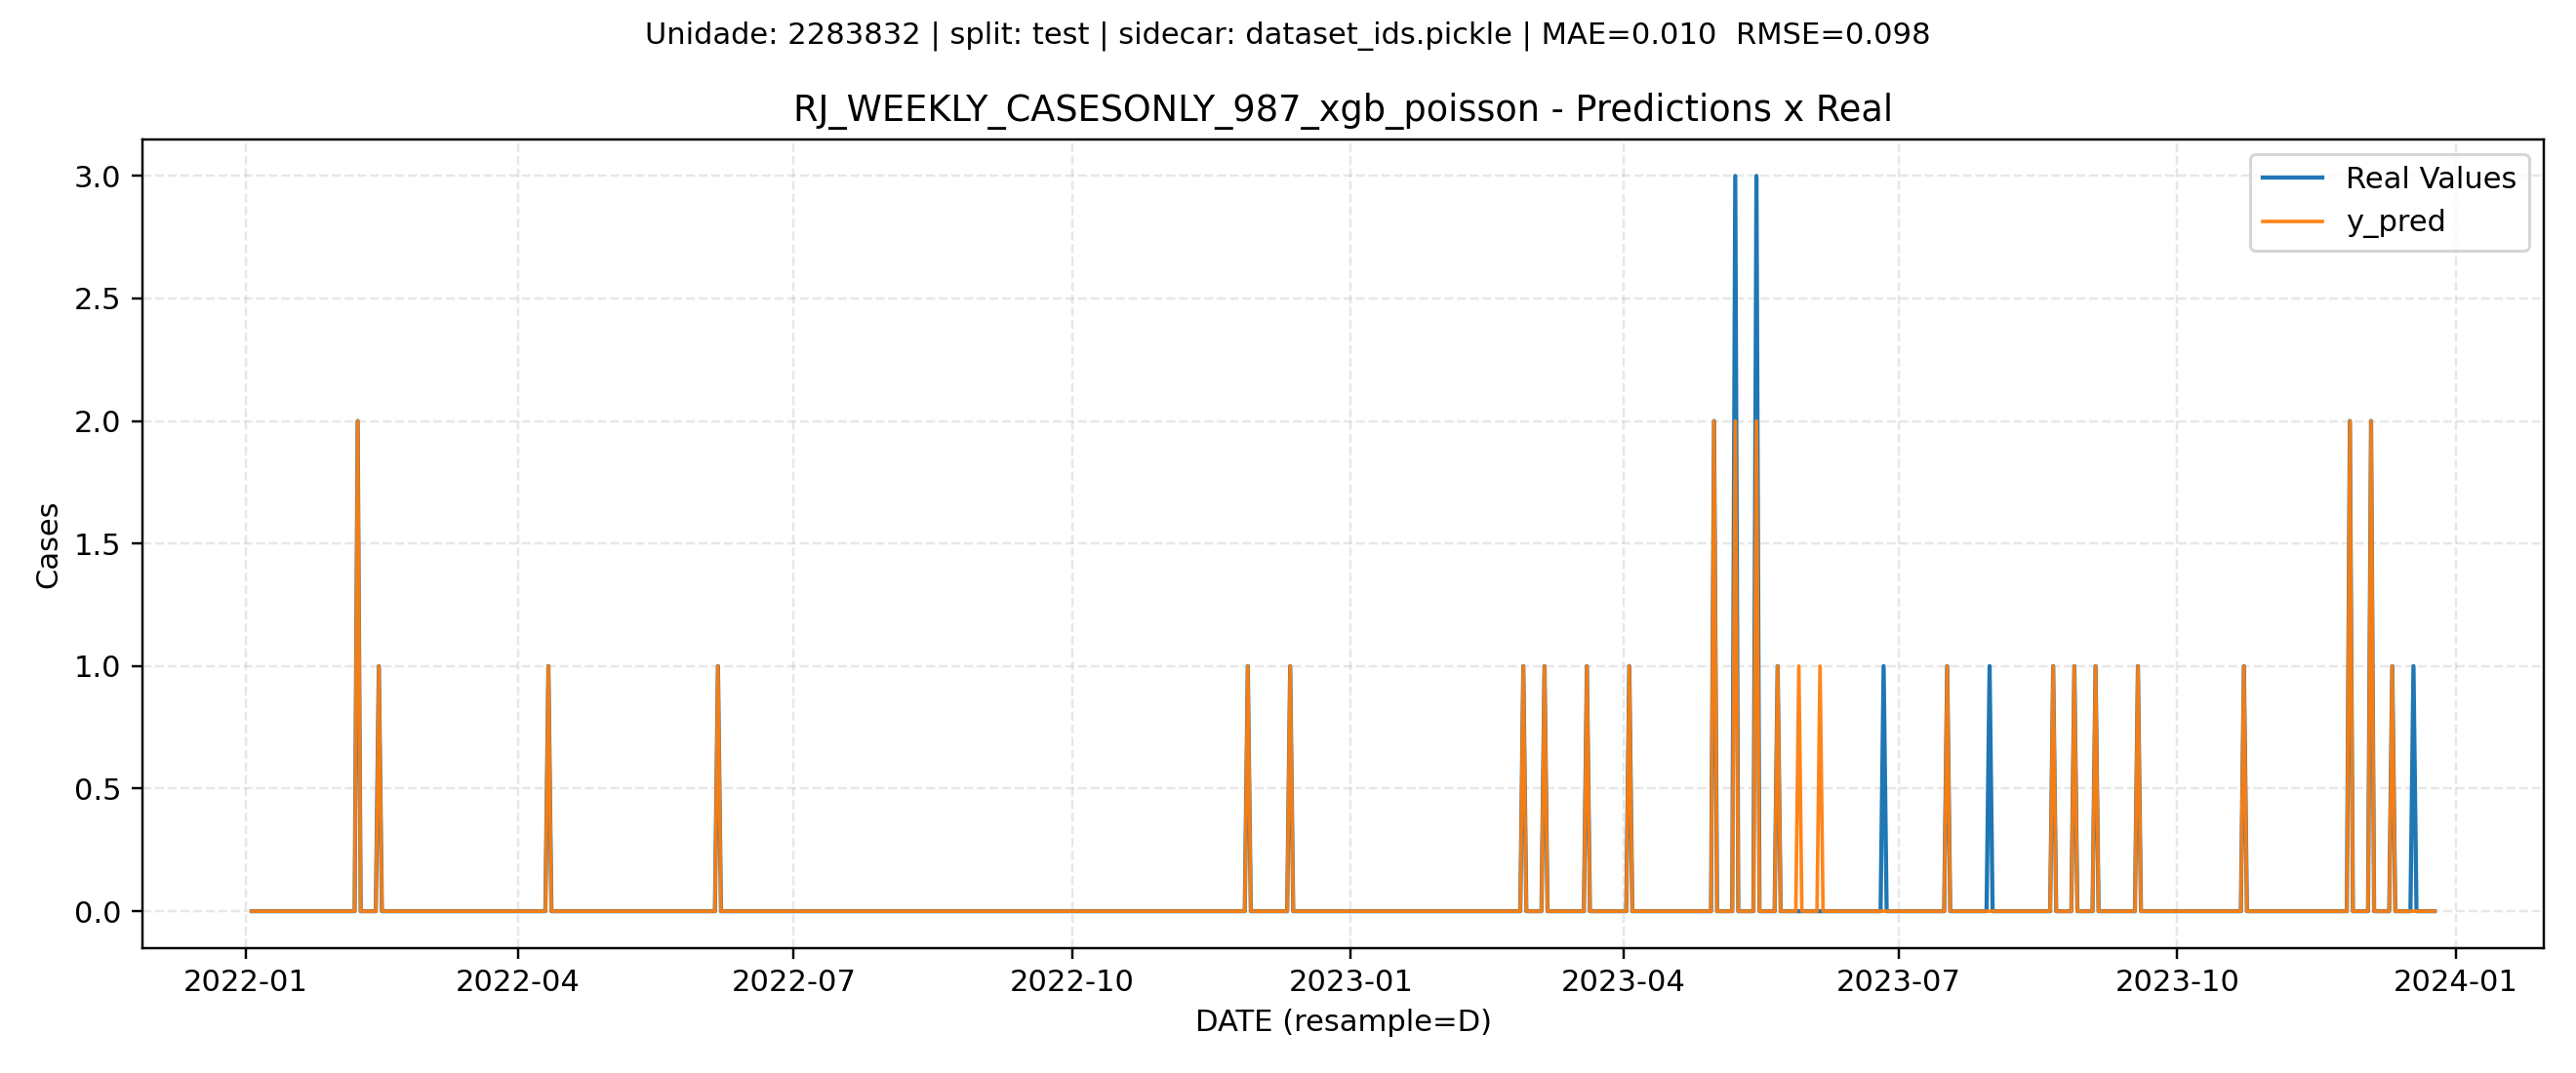 Unidade: 2283832 | split: test | sidecar: dataset_ids.pickle | MAE=0.010  RMSE=0.098
RJ_WEEKLY_CASESONLY_987_xgb_poisson - Predictions x Real
Real Values
y_pred
Cases
3.0
2.5
2.0
1.5
1.0
0.5
0.0
2022-01
2022-04
2022-07
2022-10
2023-01
2023-04
2023-07
2023-10
2024-01
DATE (resample=D)